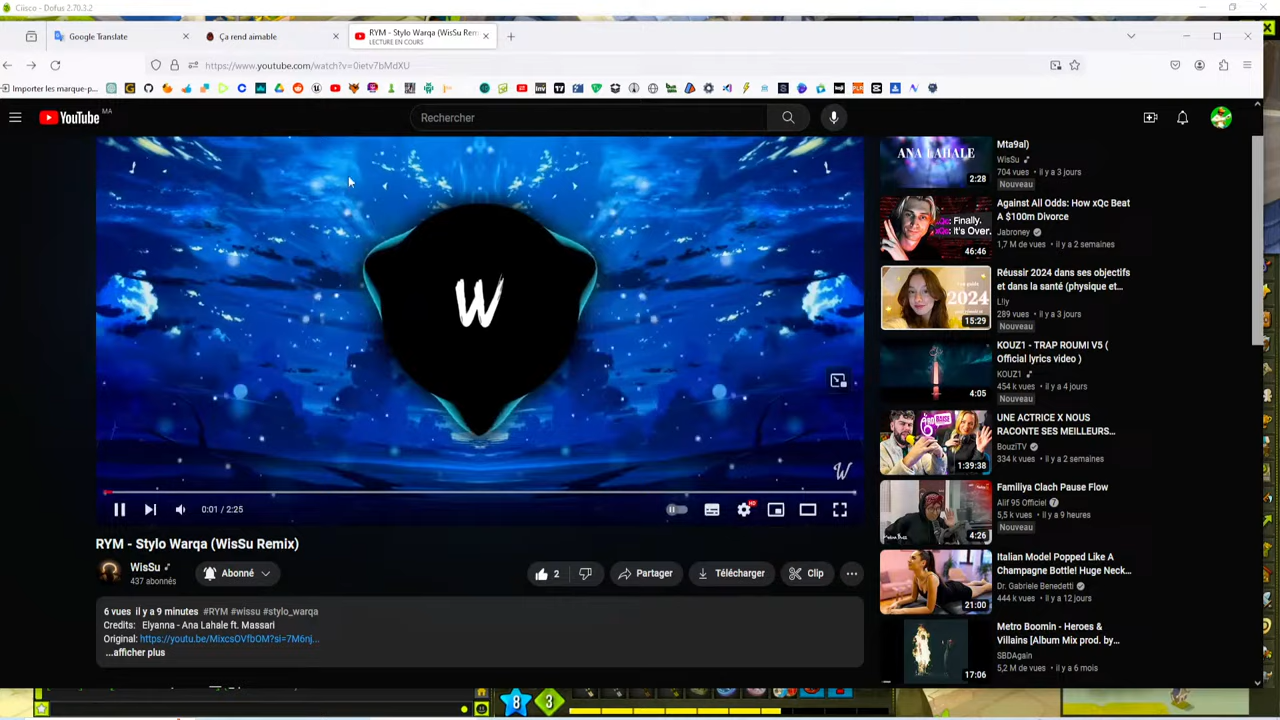 Ciisco - Dofus 2.70.3.2
Google Translate
Ça rend aimable
RYM - Stylo Warqa (WisSu Rem
LECTURE EN COURS
https://www.youtube.com/watch?v=0ietv7bMdXU
Importer les marque-p...
YouTube MA
Rechercher
W
W
0:01 / 2:25
RYM - Stylo Warqa (WisSu Remix)
WisSu
437 abonnés
Abonné
2
Partager
Télécharger
Clip
6 vues il y a 9 minutes #RYM #wissu #stylo_warqa
Credits: Elyanna - Ana Lahale ft. Massari
Original: https://youtu.be/MixcsOVfbOM?si=7M6nj...
...afficher plus
ANA LAHALE
2:28
Mta9al)
WisSu
704 vues • il y a 3 jours
Nouveau
Finally.
It's Over.
46:46
Against All Odds: How xQc Beat
A $100m Divorce
Jabroney
1,7 M de vues • il y a 2 semaines
2024
15:29
Réussir 2024 dans ses objectifs
et dans la santé (physique et...
L!ly
289 vues • il y a 3 jours
Nouveau
4:05
KOUZ1 - TRAP ROUMI V5 (
Official lyrics video )
KOUZ1
454 k vues • il y a 4 jours
Nouveau
1:39:38
UNE ACTRICE X NOUS
RACONTE SES MEILLEURS...
BouziTV
334 k vues • il y a 2 semaines
4:26
Familiya Clach Pause Flow
Alif 95 Officiel
5,5 k vues • il y a 9 heures
Nouveau
21:00
Italian Model Popped Like A
Champagne Bottle! Huge Neck...
Dr. Gabriele Benedetti
444 k vues • il y a 12 jours
17:06
Metro Boomin - Heroes &
Villains [Album Mix prod. by...
SBDAgain
5,2 M de vues • il y a 6 mois
8
3